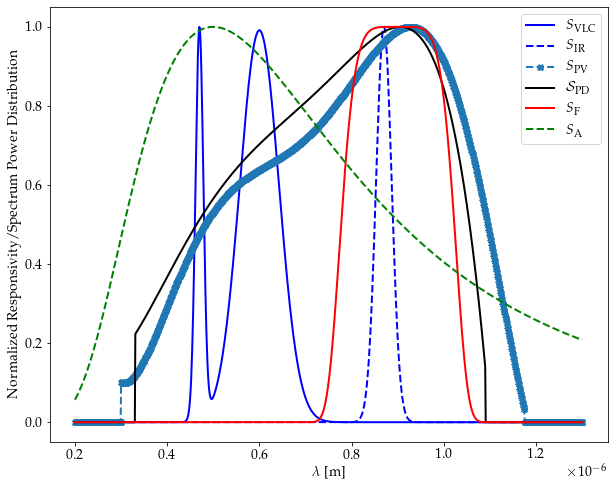 Normalized Responsivity/Spectrum Power Distribution
1.0
0.8
0.6
0.4
0.2
0.0
S_VLC
S_IR
S_PV
𝒮_PD
S_F
S_A
0.2 0.4 0.6 0.8 1.0 1.2
λ [m]
×10⁻⁶